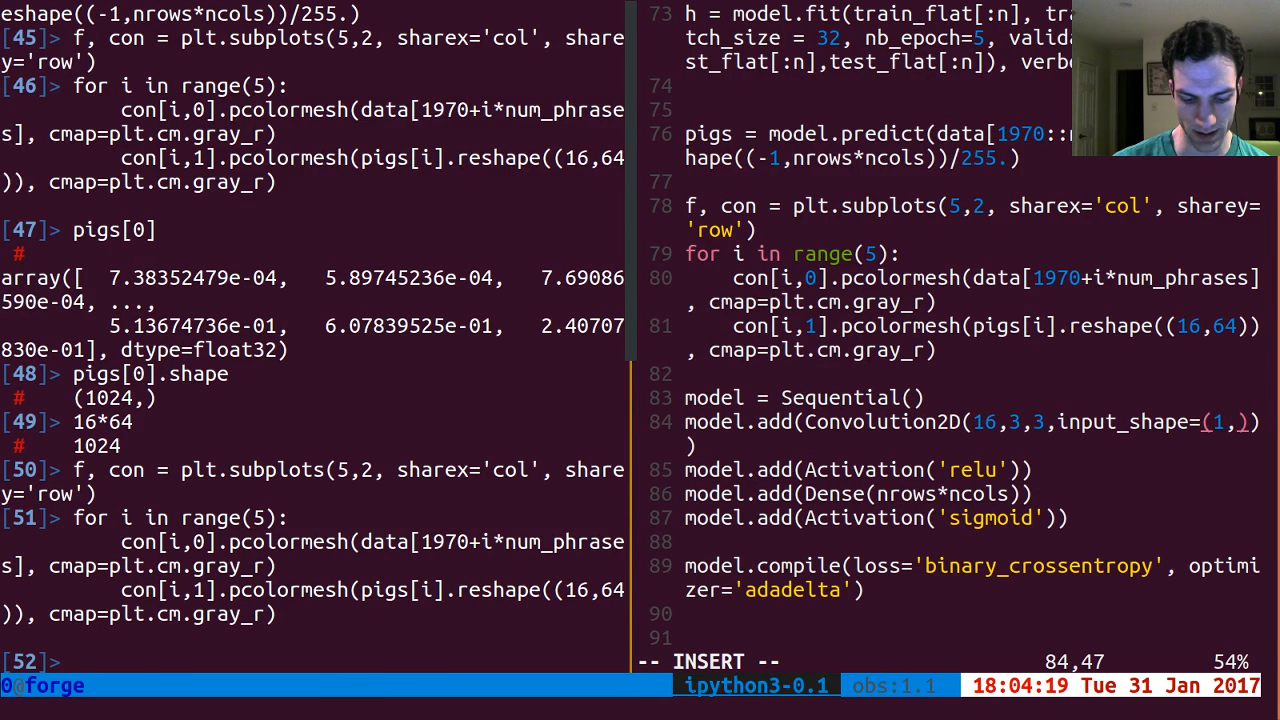 eshape((-1,nrows*ncols))/255.)
[45]> f, con = plt.subplots(5,2, sharex='col', share
y='row')
[46]> for i in range(5):
con[i,0].pcolormesh(data[1970+i*num_phrase
s], cmap=plt.cm.gray_r)
con[i,1].pcolormesh(pigs[i].reshape((16,64
)), cmap=plt.cm.gray_r)
[47]> pigs[0]
#
array([ 7.38352479e-04, 5.89745236e-04, 7.69086
590e-04, ...,
5.13674736e-01, 6.07839525e-01, 2.40707
830e-01], dtype=float32)
[48]> pigs[0].shape
# (1024,)
[49]> 16*64
# 1024
[50]> f, con = plt.subplots(5,2, sharex='col', share
y='row')
[51]> for i in range(5):
con[i,0].pcolormesh(data[1970+i*num_phrase
s], cmap=plt.cm.gray_r)
con[i,1].pcolormesh(pigs[i].reshape((16,64
)), cmap=plt.cm.gray_r)
[52]>
73 h = model.fit(train_flat[:n],
tch_size = 32, nb_epoch=5,
st_flat[:n],test_flat[:n]),
74
75
76 pigs = model.predict(data[1970::
hape((-1,nrows*ncols))/255.)
77
78 f, con = plt.subplots(5,2, sharex='col', sharey=
'row')
79 for i in range(5):
80 con[i,0].pcolormesh(data[1970+i*num_phrases]
, cmap=plt.cm.gray_r)
81 con[i,1].pcolormesh(pigs[i].reshape((16,64))
, cmap=plt.cm.gray_r)
82
83 model = Sequential()
84 model.add(Convolution2D(16,3,3,input_shape=(1,))
)
85 model.add(Activation('relu'))
86 model.add(Dense(nrows*ncols))
87 model.add(Activation('sigmoid'))
88
89 model.compile(loss='binary_crossentropy', optimi
zer='adadelta')
90
91
-- INSERT -- 84,47 54%
0@forge ipython3-0.1 obs:1.1 18:04:19 Tue 31 Jan 2017